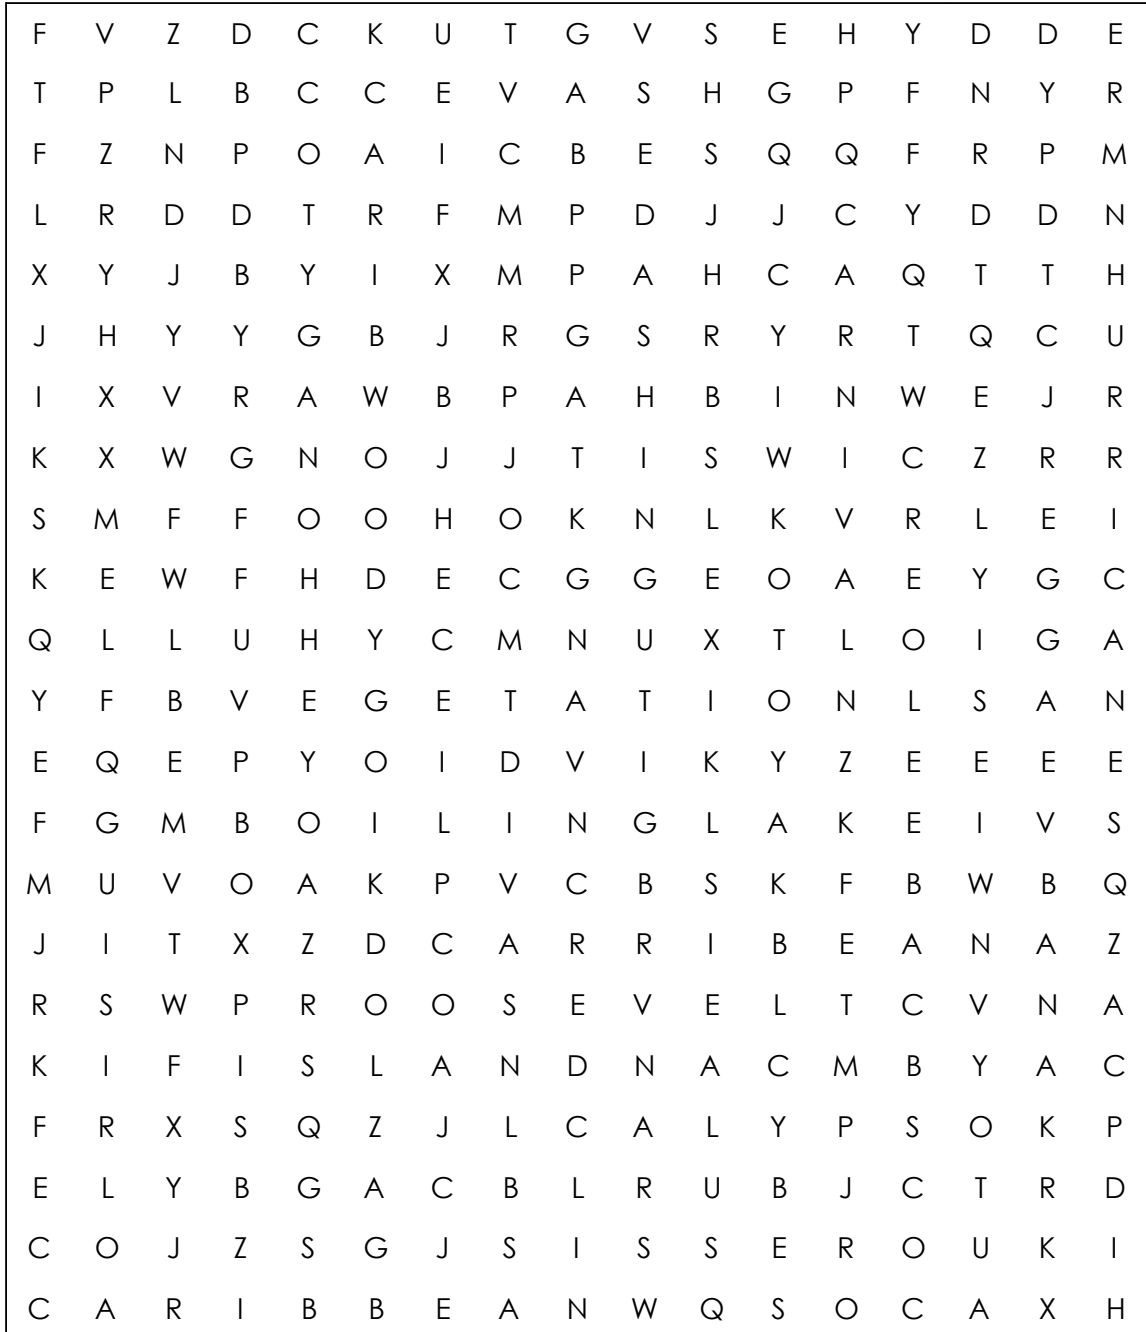 F V Z D C K U T G V S E H Y D D E
T P L B C C E V A S H G P F N Y R
F Z N P O A I C B E S Q Q F R P M
L R D D T R F M P D J J C Y D D N
X Y J B Y I X M P A H C A Q T T H
J H Y Y G B J R G S R Y R T Q C U
I X V R A W B P A H B I N W E J R
K X W G N O J J T I S W I C Z R R
S M F F O O H O K N L K V R L E I
K E W F H D E C G G E O A E Y G C
Q L L U H Y C M N U X T L O I G A
Y F B V E G E T A T I O N L S A N
E Q E P Y O I D V I K Y Z E E E E
F G M B O I L I N G L A K E I V S
M U V O A K P V C B S K F B W B Q
J I T X Z D C A R R I B E A N A Z
R S W P R O O S E V E L T C V N A
K I F I S L A N D N A C M B Y A C
F R X S Q Z J L C A L Y P S O K P
E L Y B G A C B L R U B J C T R D
C O J Z S G J S I S S E R O U K I
C A R I B B E A N W Q S O C A X H